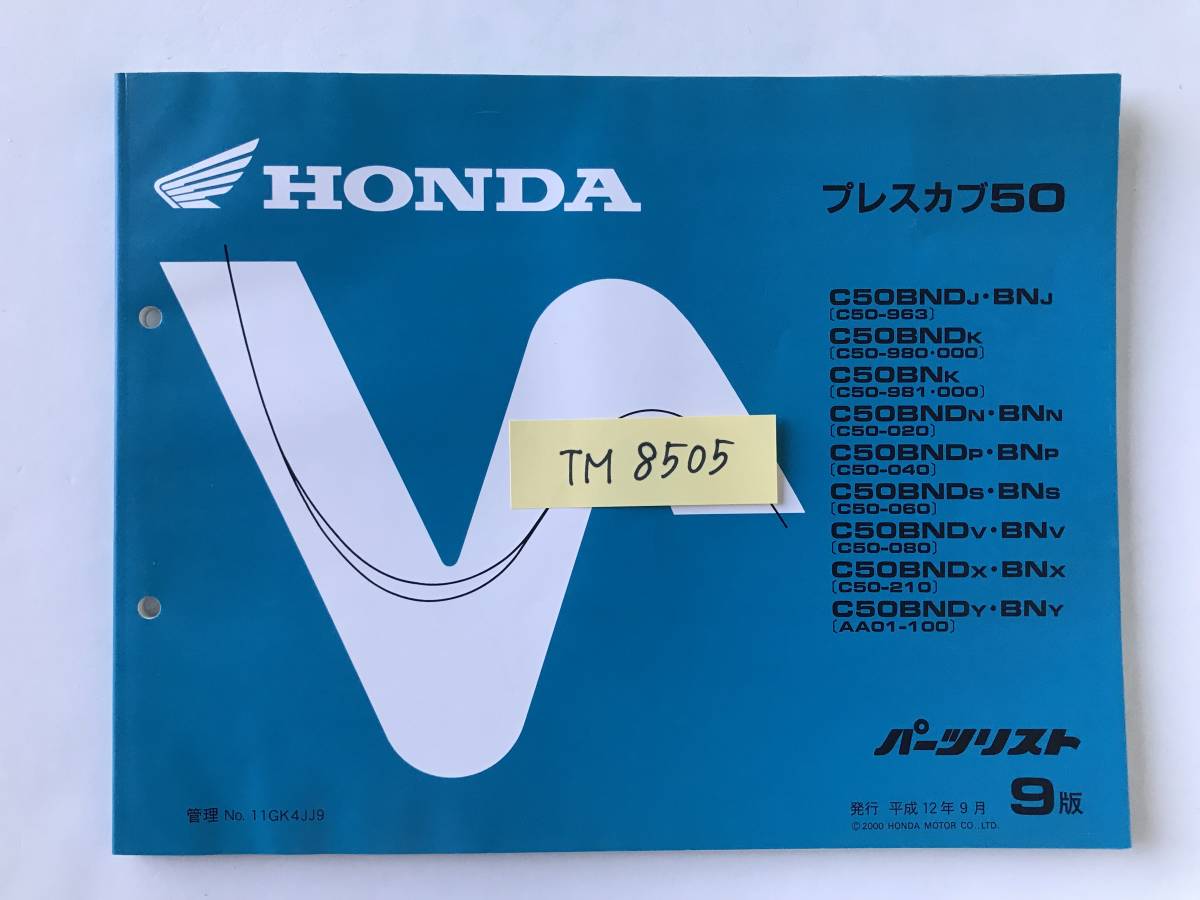 HONDA
プレスカブ50
C50BNDJ・BNJ
[C50-963]
C50BNDK
[C50-980・000]
C50BNK
[C50-981・000]
C50BNDN・BNN
[C50-020]
C50BNDP・BNP
[C50-040]
C50BNDS・BNS
[C50-060]
C50BNDV・BNV
[C50-080]
C50BNDX・BNX
[C50-210]
C50BNDY・BNY
[AA01-100]
TM 8505
パーツリスト
9版
発行 平成12年9月
©2000 HONDA MOTOR CO.,LTD.
管理 No. 11GK4JJ9